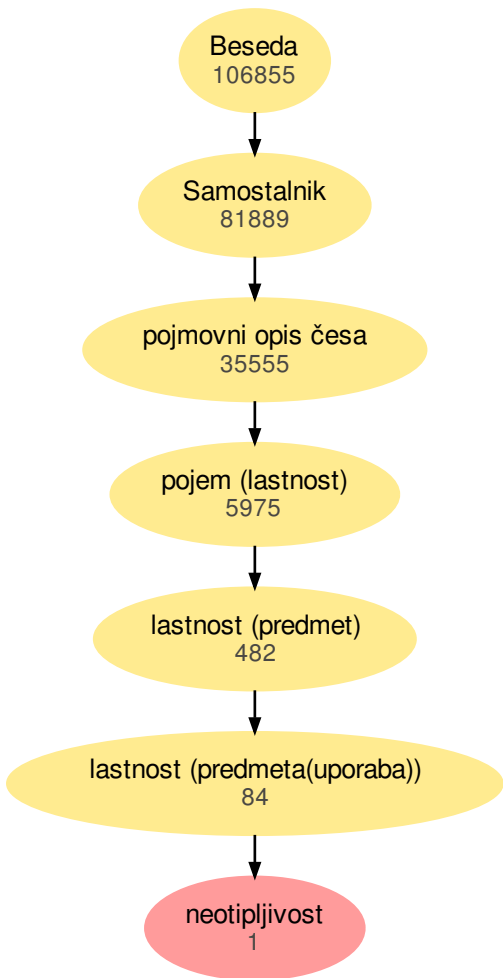 Beseda
106855
Samostalnik
81889
pojmovni opis česa
35555
pojem (lastnost)
5975
lastnost (predmet)
482
lastnost (predmeta(uporaba))
84
neotipljivost
1